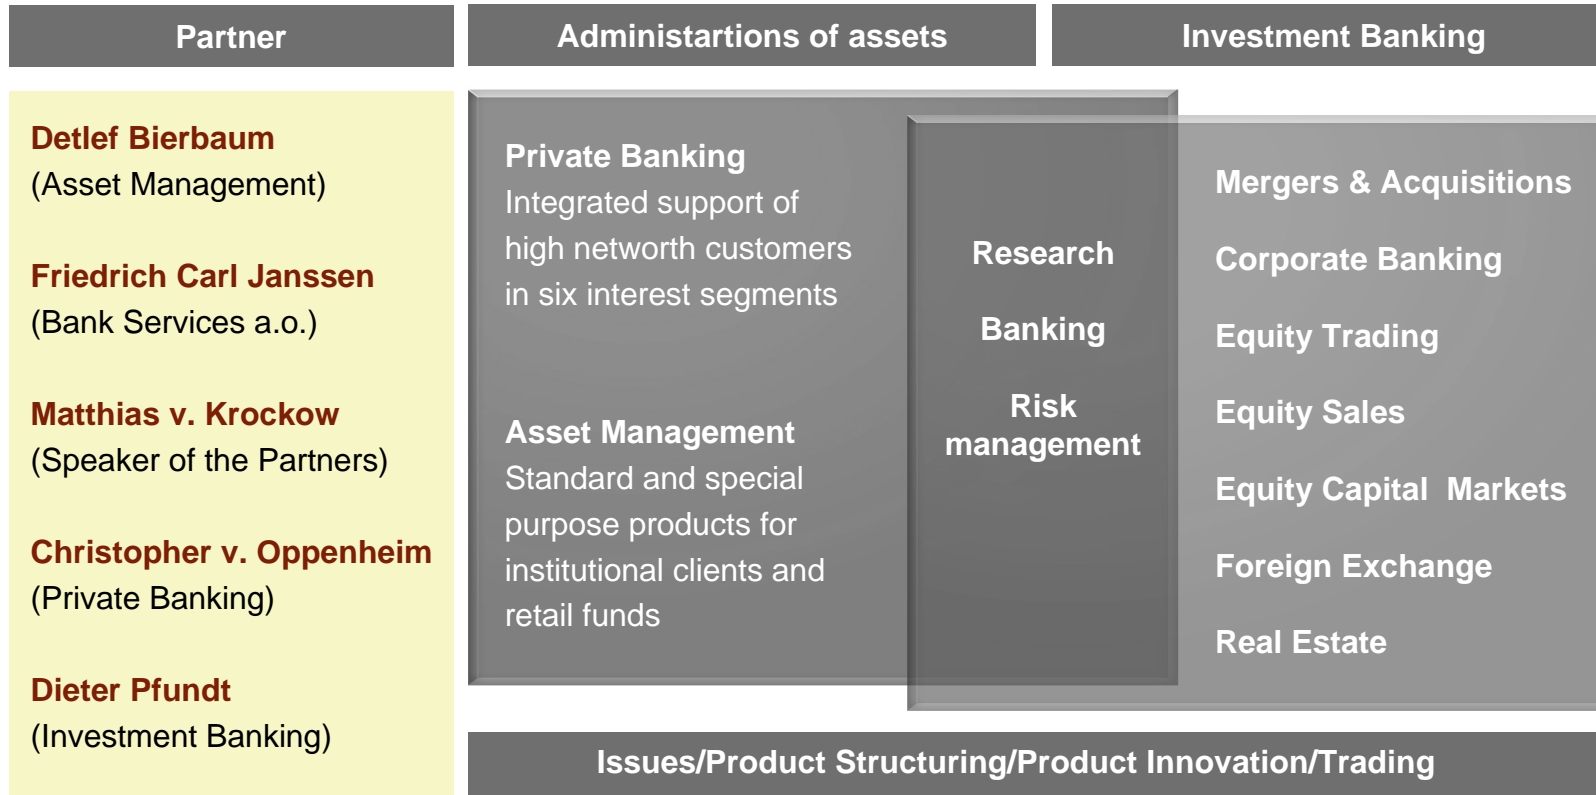 Partner
Administartions of assets
Investment Banking
Detlef Bierbaum
(Asset Management)
Friedrich Carl Janssen
(Bank Services a.o.)
Matthias v. Krockow
(Speaker of the Partners)
Christopher v. Oppenheim
(Private Banking)
Dieter Pfundt
(Investment Banking)
Private Banking
Integrated support of
high networth customers
in six interest segments
Asset Management
Standard and special
purpose products for
institutional clients and
retail funds
Research
Banking
Risk
management
Mergers & Acquisitions
Corporate Banking
Equity Trading
Equity Sales
Equity Capital  Markets
Foreign Exchange
Real Estate
Issues/Product Structuring/Product Innovation/Trading